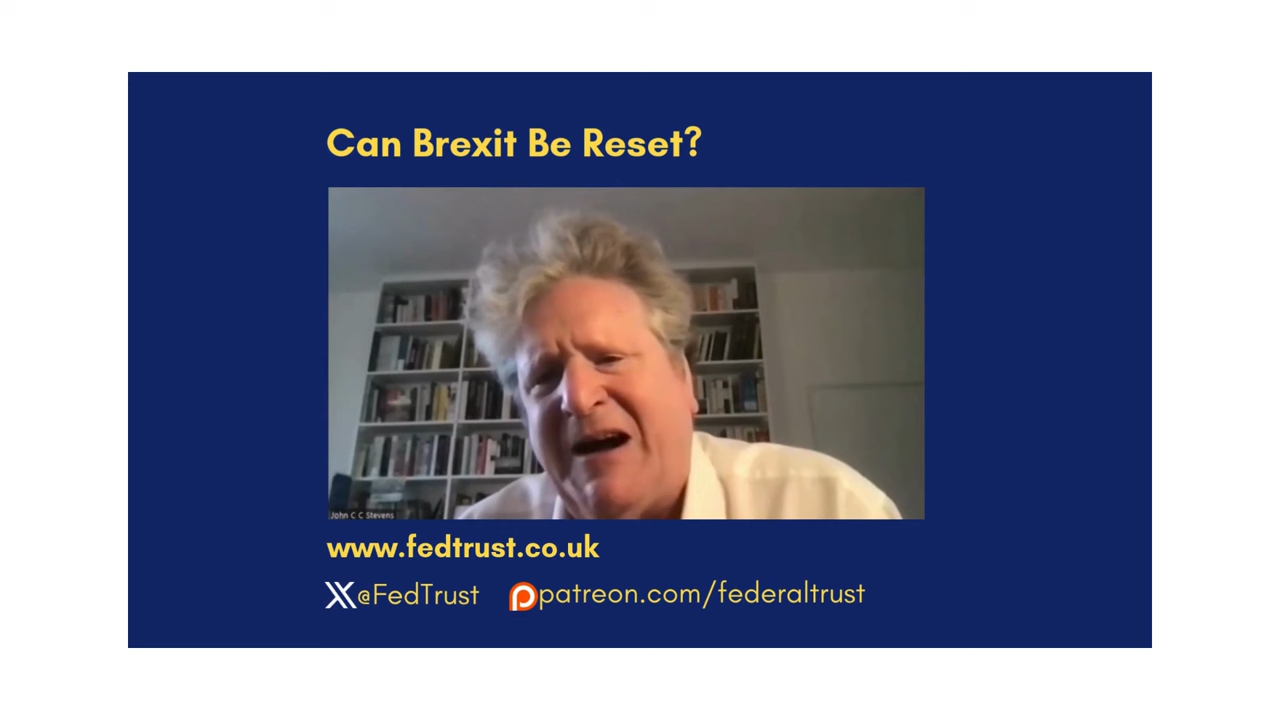 Can Brexit Be Reset?
John C C Stevens
www.fedtrust.co.uk
@FedTrust patreon.com/federaltrust